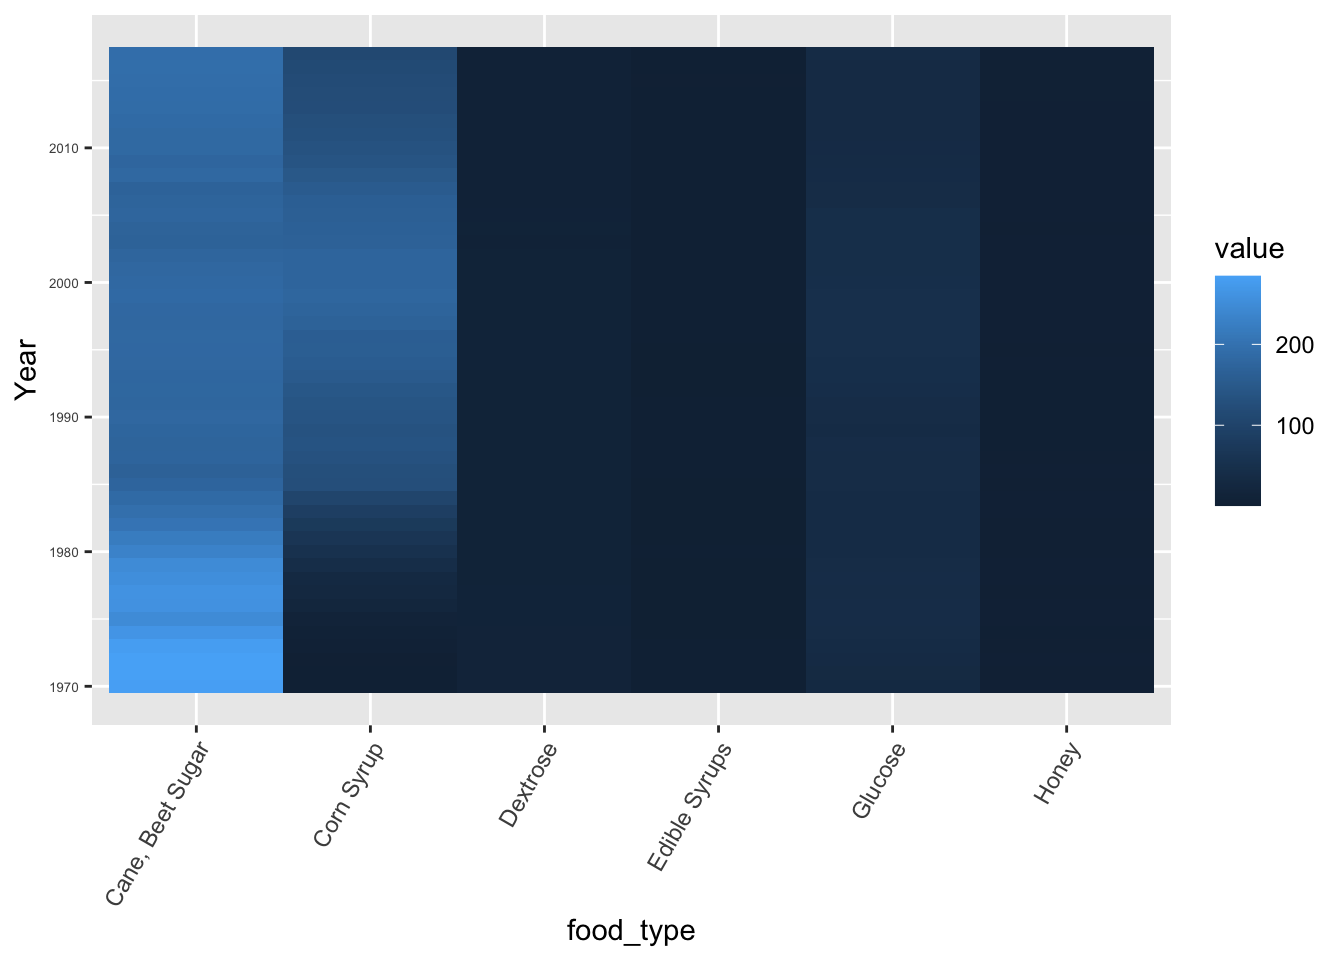 Year
2010
2000
1990
1980
1970
Cane, Beet Sugar
Corn Syrup
Dextrose
Edible Syrups
Glucose
Honey
food_type
value
200
100